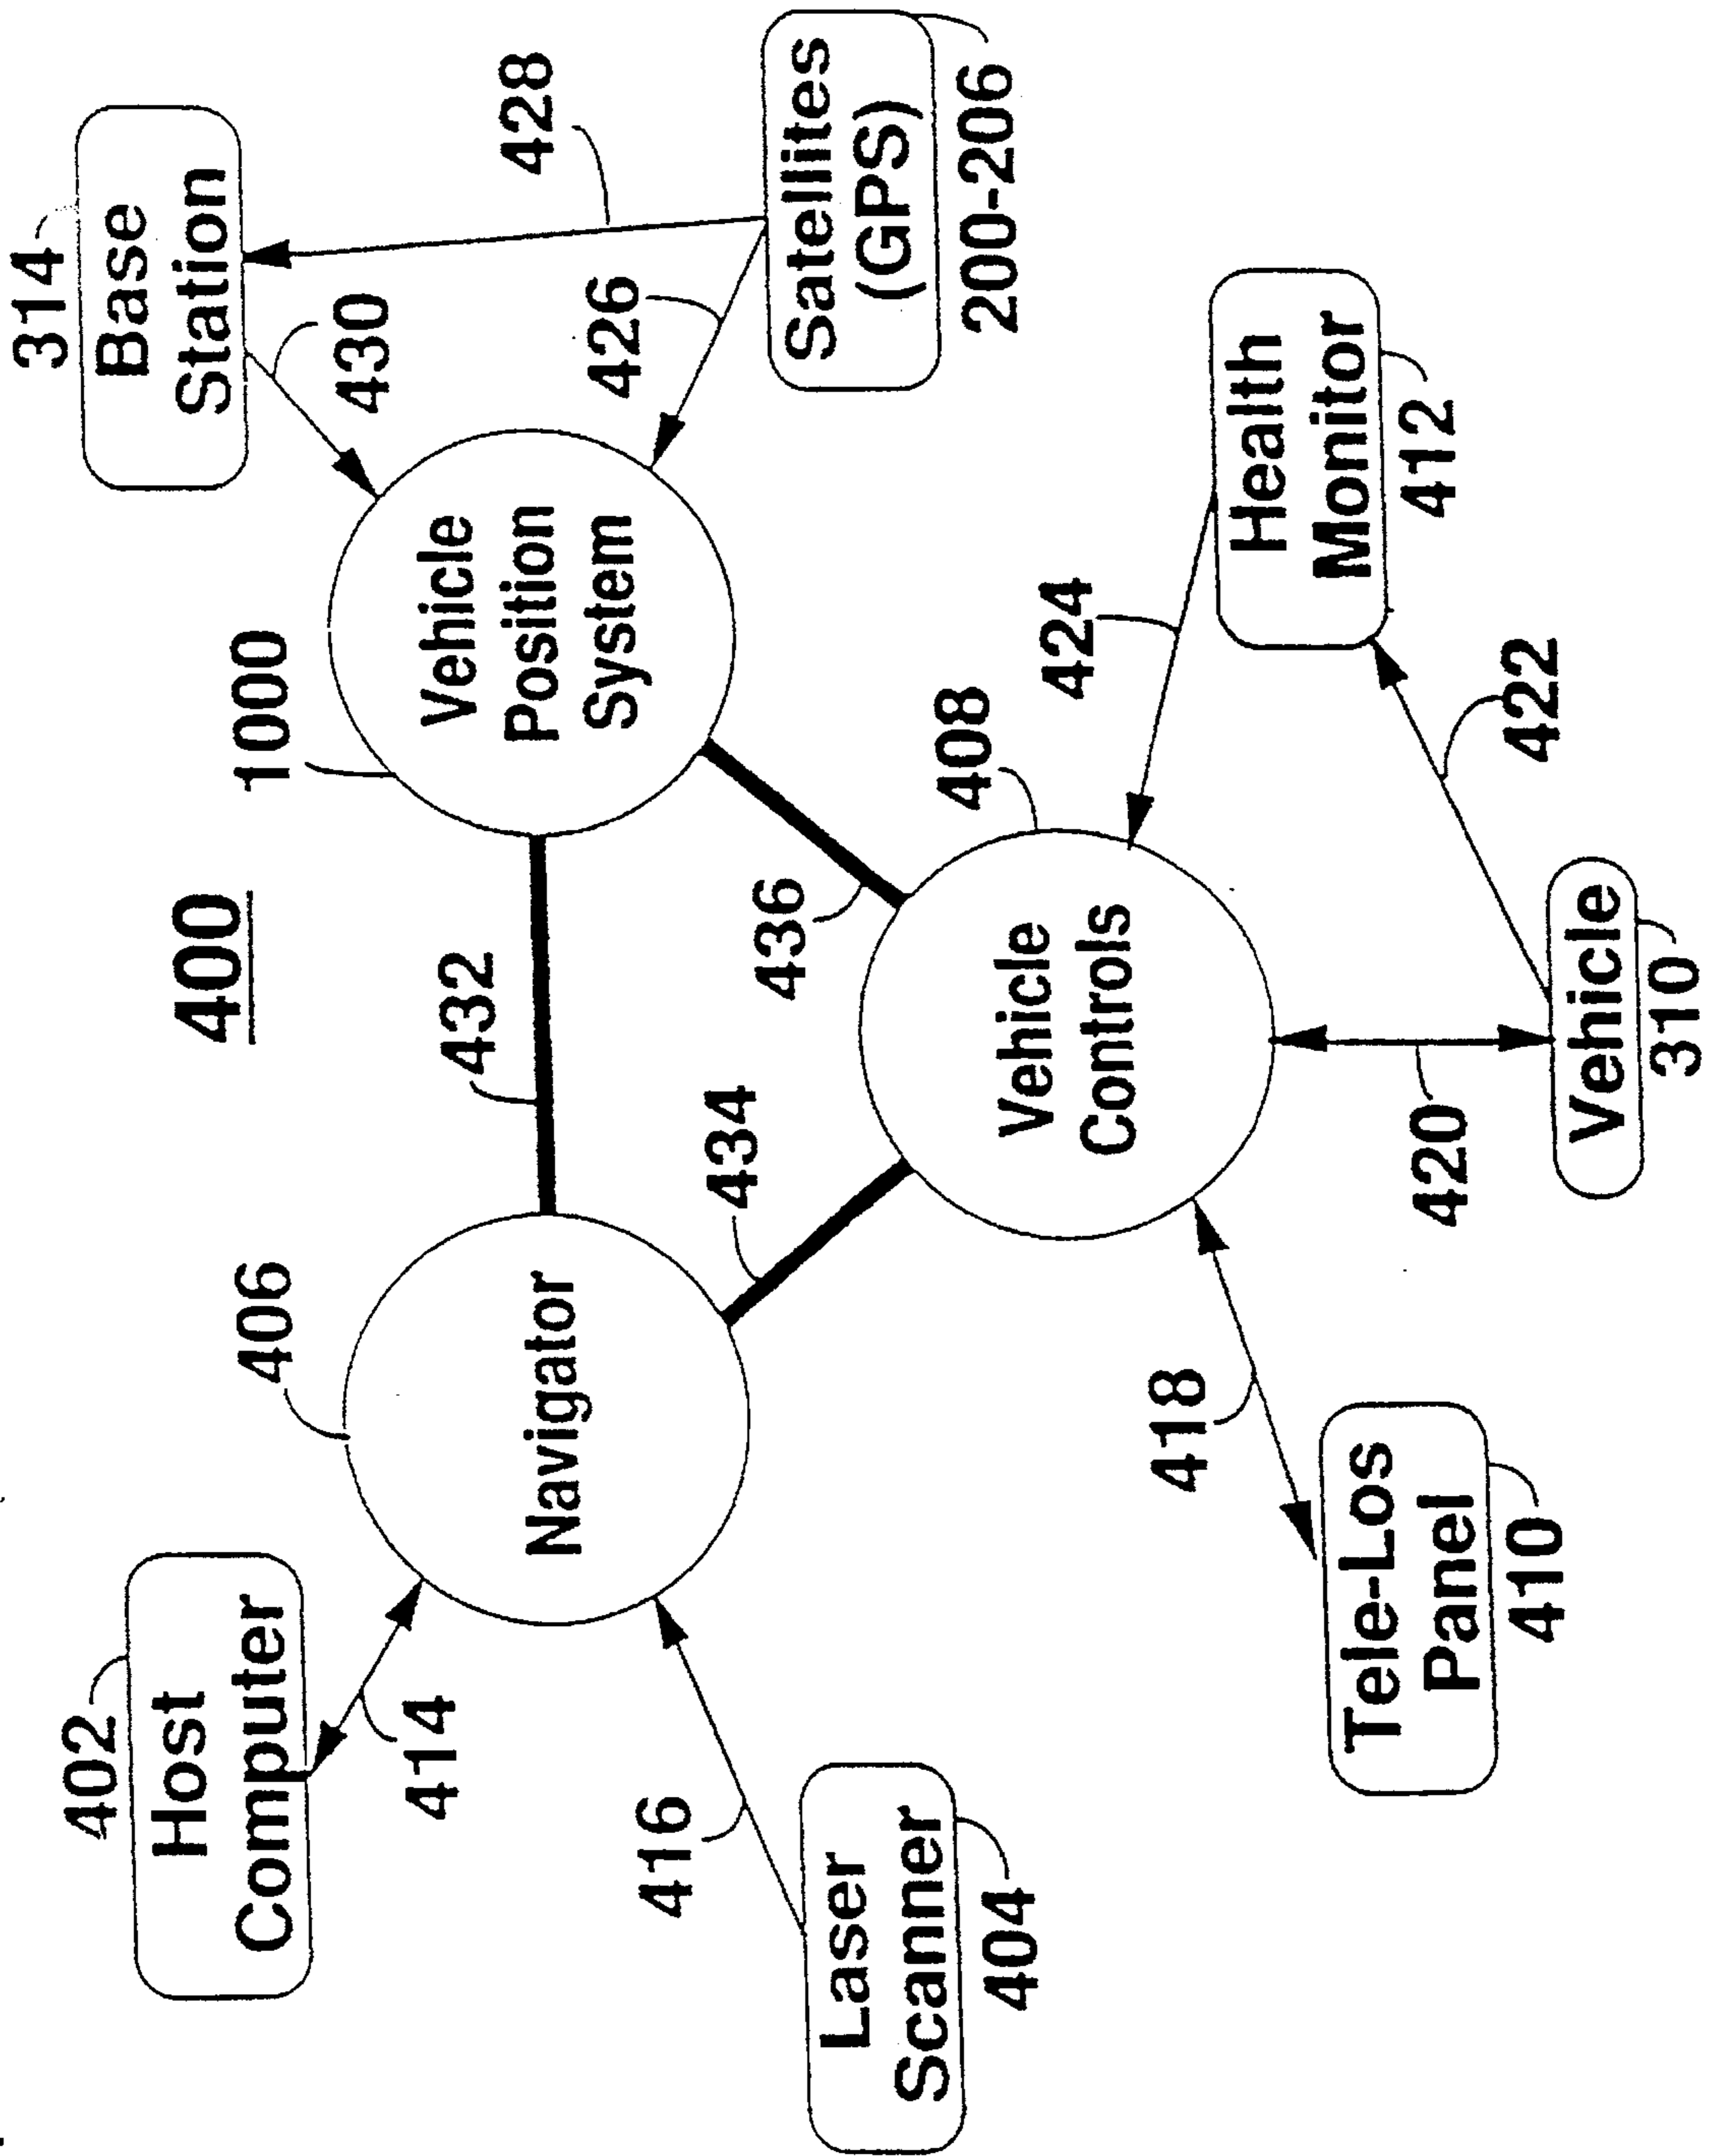 400
402
Host
Computer
414
406
Navigator
416
Laser
Scanner
404
432
434
1000
Vehicle
Position
System
436
314
Base
Station
430
428
426
Satellites
(GPS)
200-206
408
Vehicle
Controls
424
Health
Monitor
412
422
418
Tele-Los
Panel
410
420
Vehicle
310